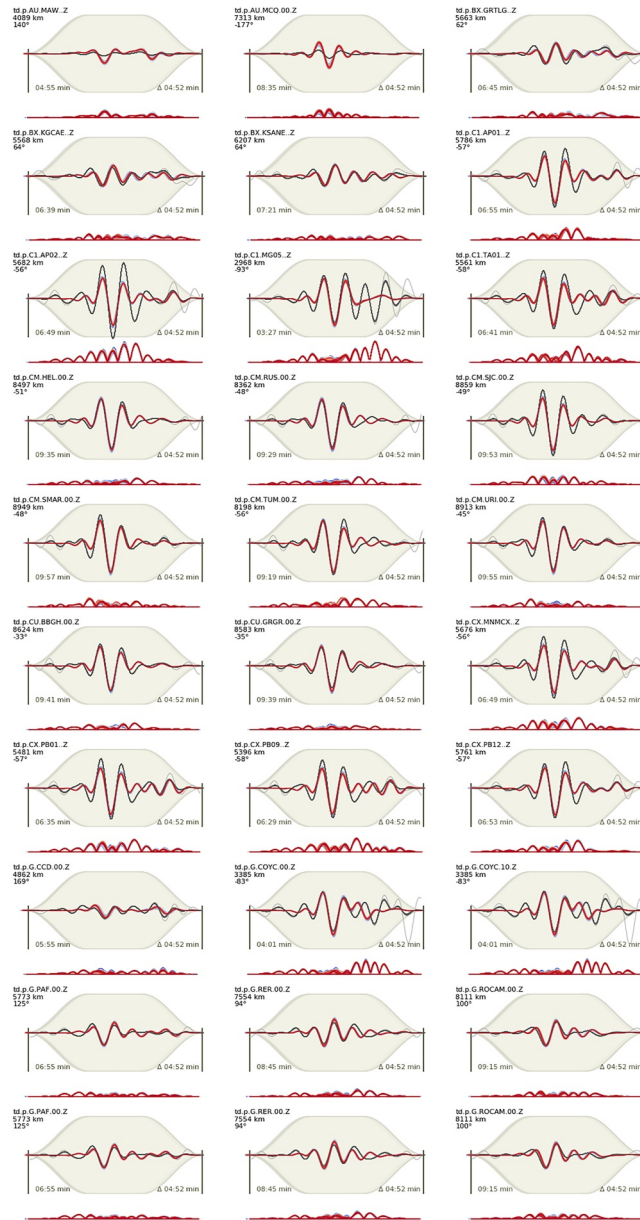 td.p.AU.MAW..Z
4089 km
140°
04:55 min
Δ 04:52 min
td.p.AU.MCQ.00.Z
7313 km
-177°
08:35 min
Δ 04:52 min
td.p.BX.GRTLG..Z
5663 km
62°
06:45 min
Δ 04:52 min
td.p.BX.KGCAE..Z
5568 km
64°
06:39 min
Δ 04:52 min
td.p.BX.KSANE..Z
6207 km
64°
07:21 min
Δ 04:52 min
td.p.C1.AP01..Z
5786 km
-57°
06:55 min
Δ 04:52 min
td.p.C1.AP02..Z
5682 km
-56°
06:49 min
Δ 04:52 min
td.p.C1.MG05..Z
2968 km
-93°
03:27 min
Δ 04:52 min
td.p.C1.TA01..Z
5561 km
-58°
06:41 min
Δ 04:52 min
td.p.CM.HEL.00.Z
8497 km
-51°
09:35 min
Δ 04:52 min
td.p.CM.RUS.00.Z
8362 km
-48°
09:29 min
Δ 04:52 min
td.p.CM.SJC.00.Z
8859 km
-49°
09:53 min
Δ 04:52 min
td.p.CM.SMAR.00.Z
8949 km
-48°
09:57 min
Δ 04:52 min
td.p.CM.TUM.00.Z
8198 km
-56°
09:19 min
Δ 04:52 min
td.p.CM.URI.00.Z
8913 km
-45°
09:55 min
Δ 04:52 min
td.p.CU.BBGH.00.Z
8624 km
-33°
09:41 min
Δ 04:52 min
td.p.CU.GRGR.00.Z
8583 km
-35°
09:39 min
Δ 04:52 min
td.p.CX.MNMCX..Z
5676 km
-56°
06:49 min
Δ 04:52 min
td.p.CX.PB01..Z
5481 km
-57°
06:35 min
Δ 04:52 min
td.p.CX.PB09..Z
5396 km
-58°
06:29 min
Δ 04:52 min
td.p.CX.PB12..Z
5761 km
-57°
06:53 min
Δ 04:52 min
td.p.G.CCD.00.Z
4862 km
169°
05:55 min
Δ 04:52 min
td.p.G.COYC.00.Z
3385 km
-83°
04:01 min
Δ 04:52 min
td.p.G.COYC.10.Z
3385 km
-83°
04:01 min
Δ 04:52 min
td.p.G.PAF.00.Z
5773 km
125°
06:55 min
Δ 04:52 min
td.p.G.RER.00.Z
7554 km
94°
08:45 min
Δ 04:52 min
td.p.G.ROCAM.00.Z
8111 km
100°
09:15 min
Δ 04:52 min
td.p.G.PAF.00.Z
5773 km
125°
06:55 min
Δ 04:52 min
td.p.G.RER.00.Z
7554 km
94°
08:45 min
Δ 04:52 min
td.p.G.ROCAM.00.Z
8111 km
100°
09:15 min
Δ 04:52 min